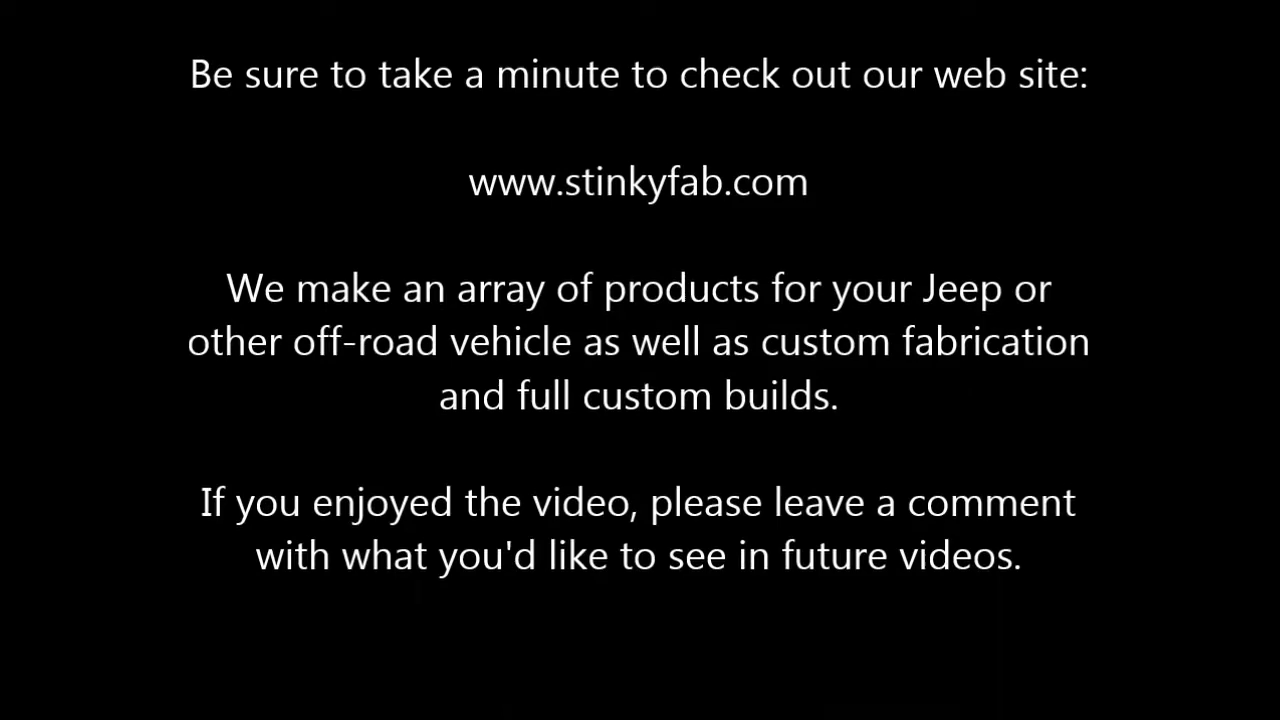 Be sure to take a minute to check out our web site:
www.stinkyfab.com
We make an array of products for your Jeep or
other off-road vehicle as well as custom fabrication
and full custom builds.
If you enjoyed the video, please leave a comment
with what you'd like to see in future videos.